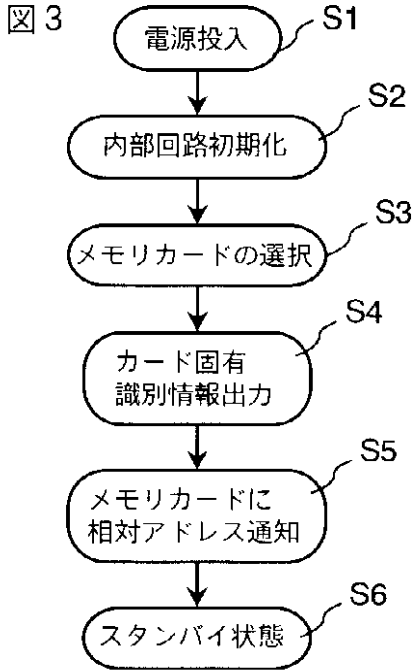 図3
電源投入
S1
内部回路初期化
S2
メモリカードの選択
S3
カード固有
識別情報出力
S4
メモリカードに
相対アドレス通知
S5
スタンバイ状態
S6